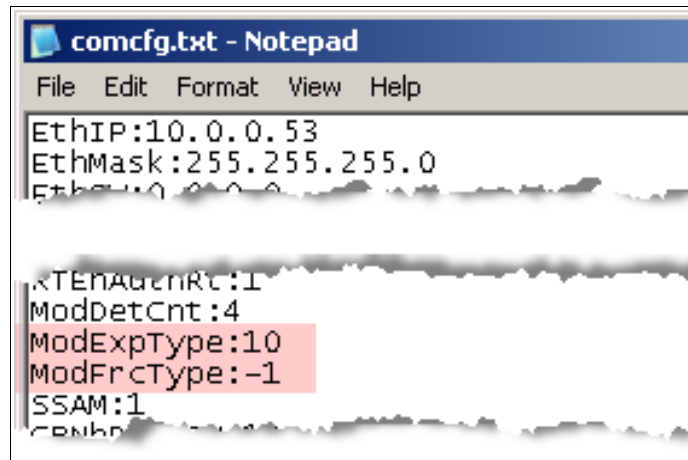 comcfg.txt - Notepad
File Edit Format View Help
EthIP:10.0.0.53
EthMask:255.255.255.0
ModDetCnt:4
ModExpType:10
ModFrcType:-1
SSAM:1